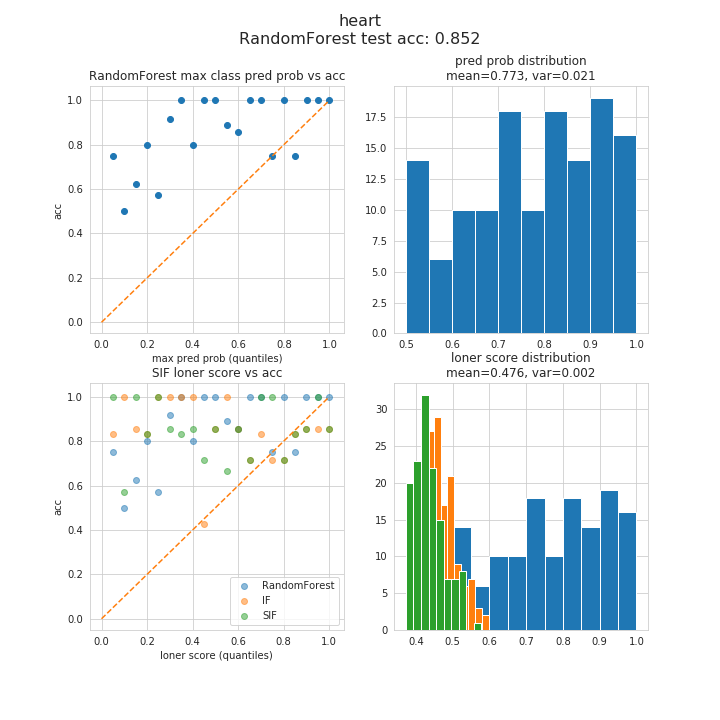 heart
RandomForest test acc: 0.852
RandomForest max class pred prob vs acc
1.0
0.8
0.6
0.4
0.2
0.0
acc
0.0 0.2 0.4 0.6 0.8 1.0
max pred prob (quantiles)
pred prob distribution
mean=0.773, var=0.021
17.5
15.0
12.5
10.0
7.5
5.0
2.5
0.0
0.5 0.6 0.7 0.8 0.9 1.0
SIF loner score vs acc
1.0
0.8
0.6
0.4
0.2
0.0
acc
RandomForest
IF
SIF
0.0 0.2 0.4 0.6 0.8 1.0
loner score (quantiles)
loner score distribution
mean=0.476, var=0.002
30
25
20
15
10
5
0
0.4 0.5 0.6 0.7 0.8 0.9 1.0